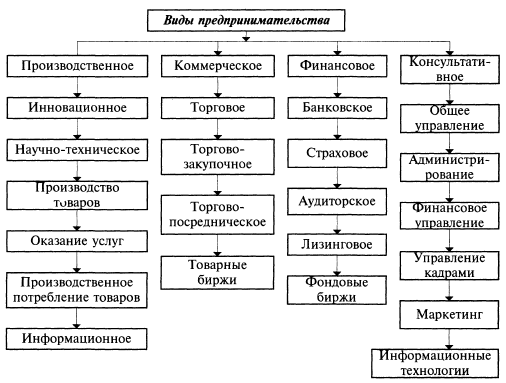 Виды предпринимательства
Производственное
Инновационное
Научно-техническое
Производство
товаров
Оказание услуг
Производственное
потребление товаров
Информационное
Коммерческое
Торговое
Торгово-
закупочное
Торгово-
посредническое
Товарные
биржи
Финансовое
Банковское
Страховое
Аудиторское
Лизинговое
Фондовые
биржи
Консультати-
вное
Общее
управление
Администри-
рование
Финансовое
управление
Управление
кадрами
Маркетинг
Информационные
технологии